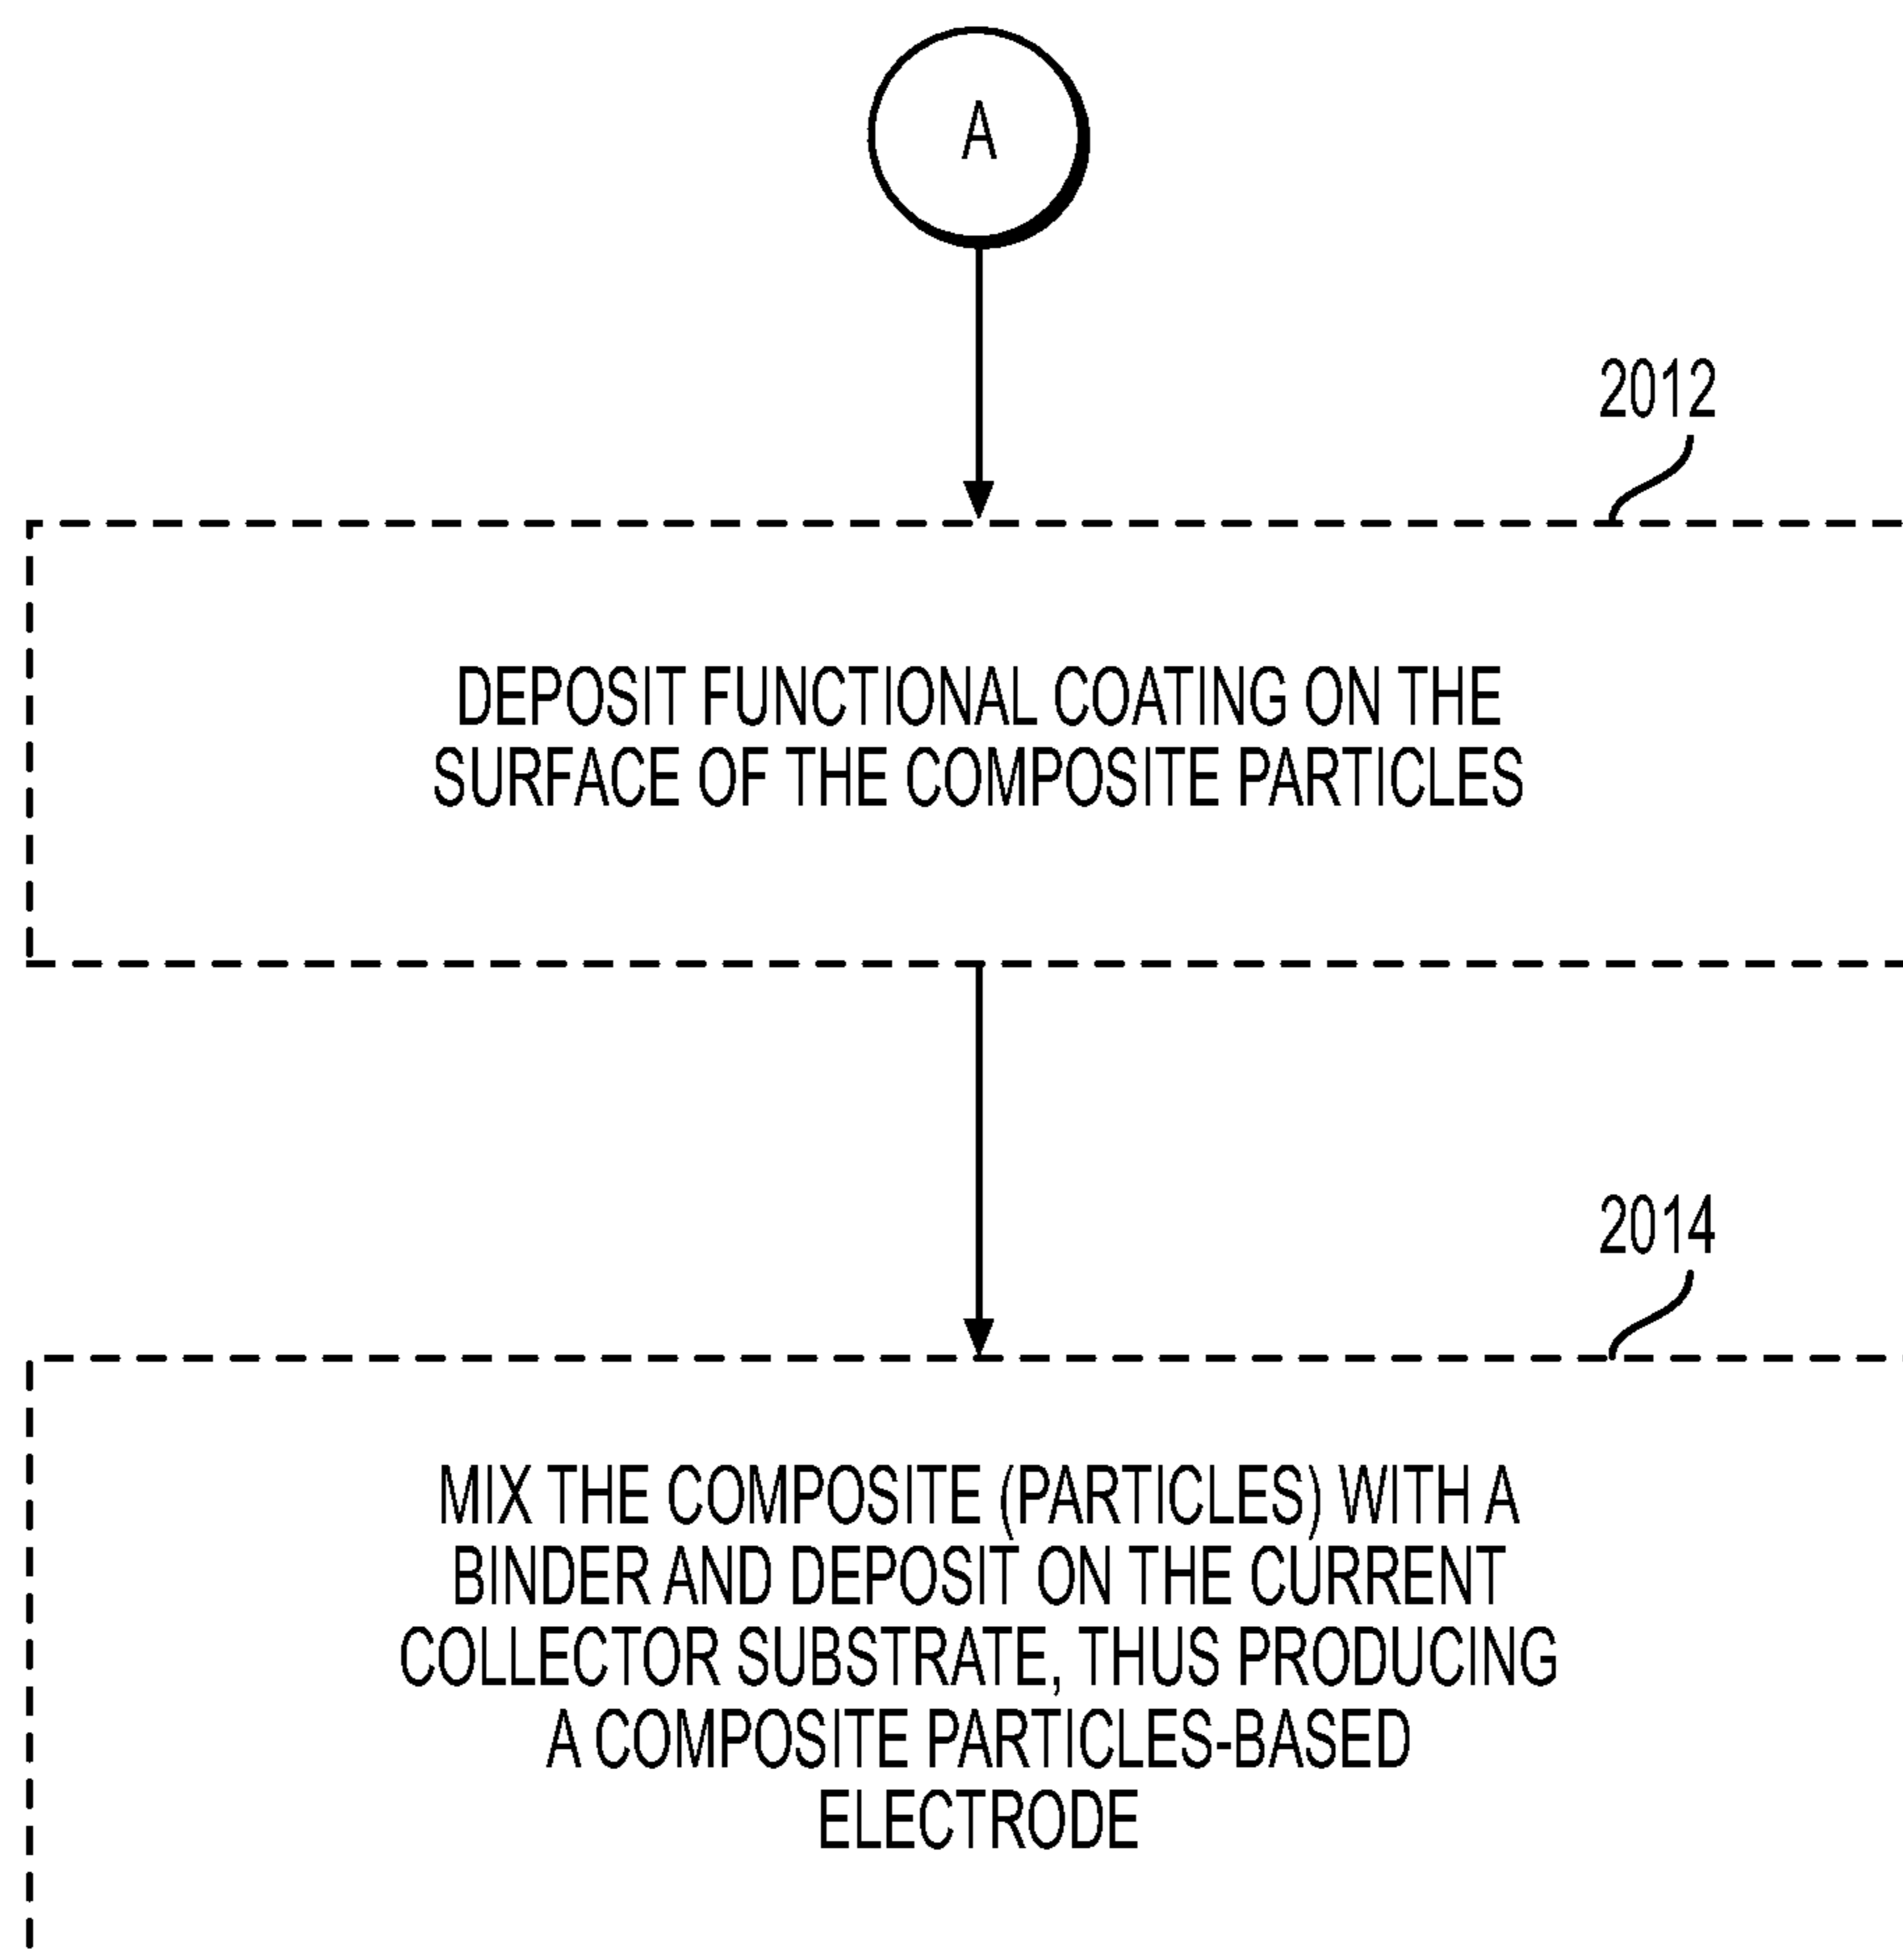 A
2012
DEPOSIT FUNCTIONAL COATING ON THE
SURFACE OF THE COMPOSITE PARTICLES
2014
MIX THE COMPOSITE (PARTICLES) WITH A
BINDER AND DEPOSIT ON THE CURRENT
COLLECTOR SUBSTRATE, THUS PRODUCING
A COMPOSITE PARTICLES-BASED
ELECTRODE